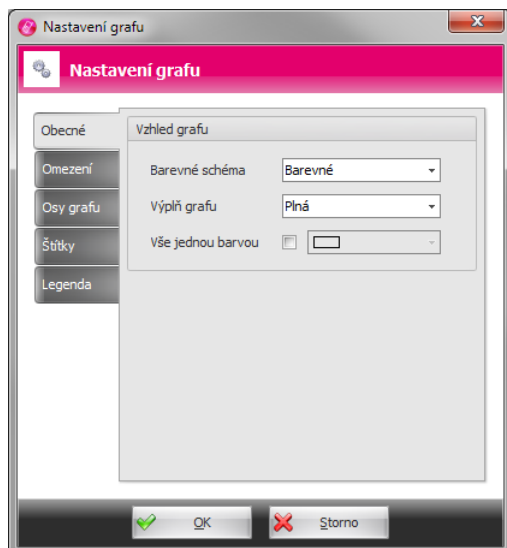 Nastavení grafu
Nastavení grafu
Obecné
Omezení
Osy grafu
Štítky
Legenda
Vzhled grafu
Barevné schéma Barevné
Výplň grafu Plná
Vše jednou barvou
OK Storno